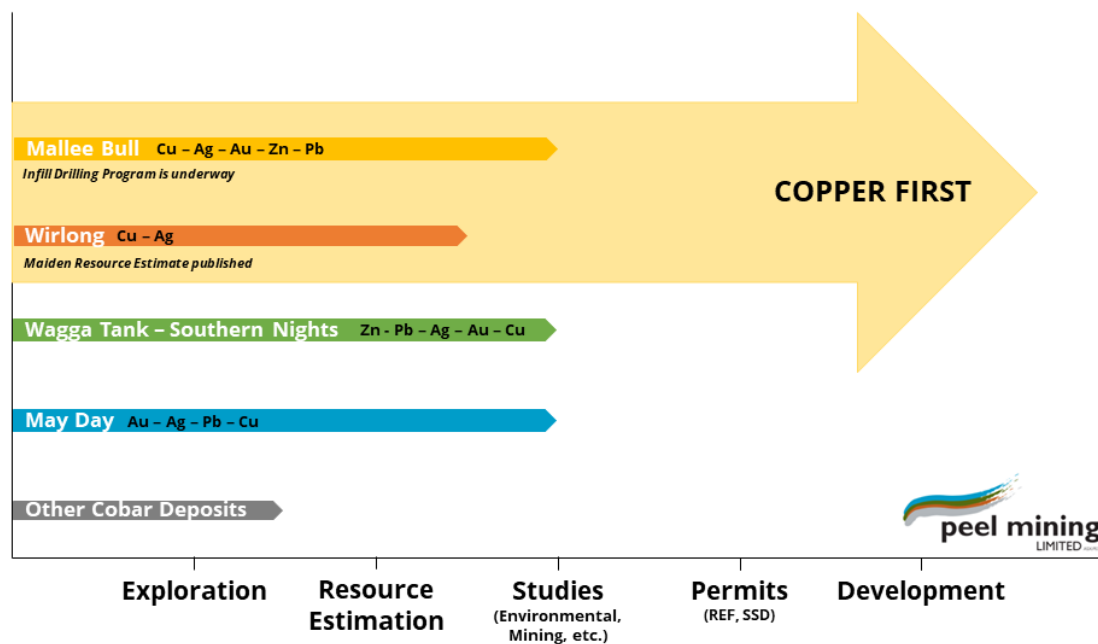 Mallee Bull Cu – Ag – Au – Zn – Pb
Infill Drilling Program is underway
COPPER FIRST
Wirlong Cu – Ag
Maiden Resource Estimate published
Wagga Tank – Southern Nights Zn - Pb – Ag – Au – Cu
May Day Au – Ag – Pb – Cu
Other Cobar Deposits
peel mining
LIMITED
Exploration
Resource
Estimation
Studies
(Environmental,
Mining, etc.)
Permits
(REF, SSD)
Development